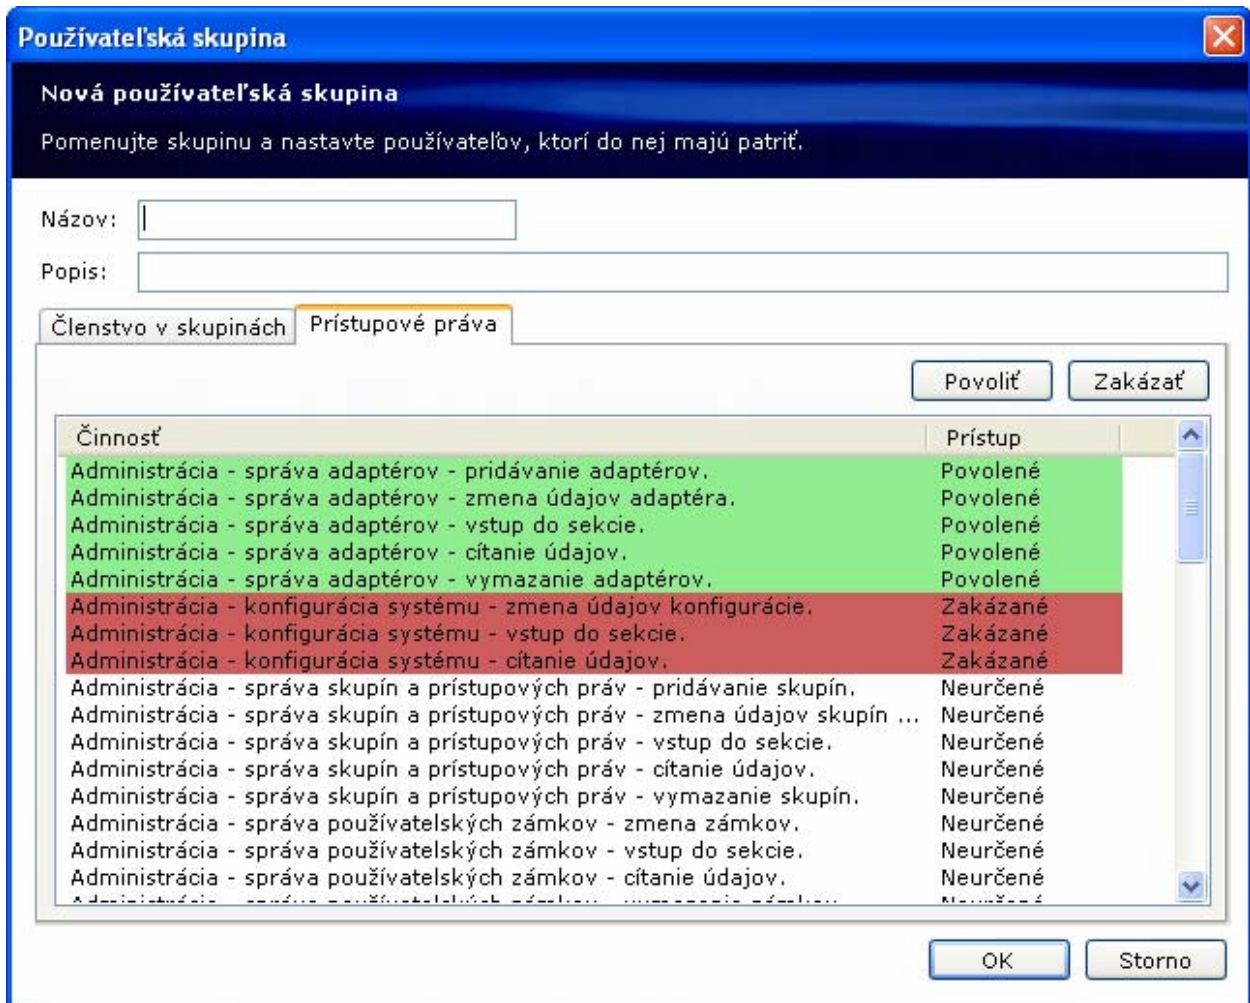 Používateľská skupina
Nová používateľská skupina
Pomenujte skupinu a nastavte používateľov, ktorí do nej majú patriť.
Názov:
Popis:
Členstvo v skupinách Prístupové práva
Povoliť Zakázať
Činnosť Prístup
Administrácia - správa adaptérov - pridávanie adaptérov. Povolené
Administrácia - správa adaptérov - zmena údajov adaptéra. Povolené
Administrácia - správa adaptérov - vstup do sekcie. Povolené
Administrácia - správa adaptérov - cítanie údajov. Povolené
Administrácia - správa adaptérov - vymazanie adaptérov. Povolené
Administrácia - konfigurácia systému - zmena údajov konfigurácie. Zakázané
Administrácia - konfigurácia systému - vstup do sekcie. Zakázané
Administrácia - konfigurácia systému - cítanie údajov. Zakázané
Administrácia - správa skupín a prístupových práv - pridávanie skupín. Neurčené
Administrácia - správa skupín a prístupových práv - zmena údajov skupín ... Neurčené
Administrácia - správa skupín a prístupových práv - vstup do sekcie. Neurčené
Administrácia - správa skupín a prístupových práv - cítanie údajov. Neurčené
Administrácia - správa skupín a prístupových práv - vymazanie skupín. Neurčené
Administrácia - správa používatelských zámkov - zmena zámkov. Neurčené
Administrácia - správa používatelských zámkov - vstup do sekcie. Neurčené
Administrácia - správa používatelských zámkov - cítanie údajov. Neurčené
OK Storno